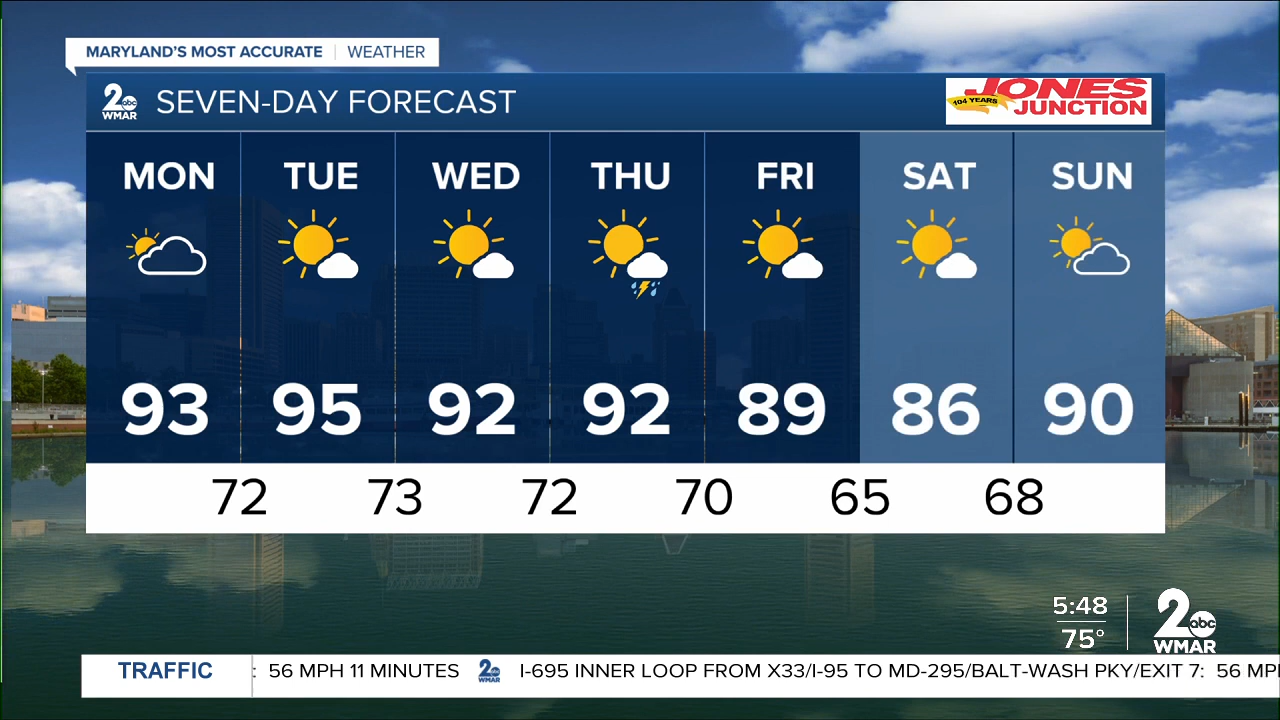 MARYLAND'S MOST ACCURATE | WEATHER
2 abc WMAR SEVEN-DAY FORECAST
104 YEARS JONES JUNCTION
MON TUE WED THU FRI SAT SUN
93 95 92 92 89 86 90
72 73 72 70 65 68
5:48
75°
2 abc WMAR
TRAFFIC : 56 MPH 11 MINUTES 2 abc WMAR I-695 INNER LOOP FROM X33/I-95 TO MD-295/BALT-WASH PKY/EXIT 7: 56 MP